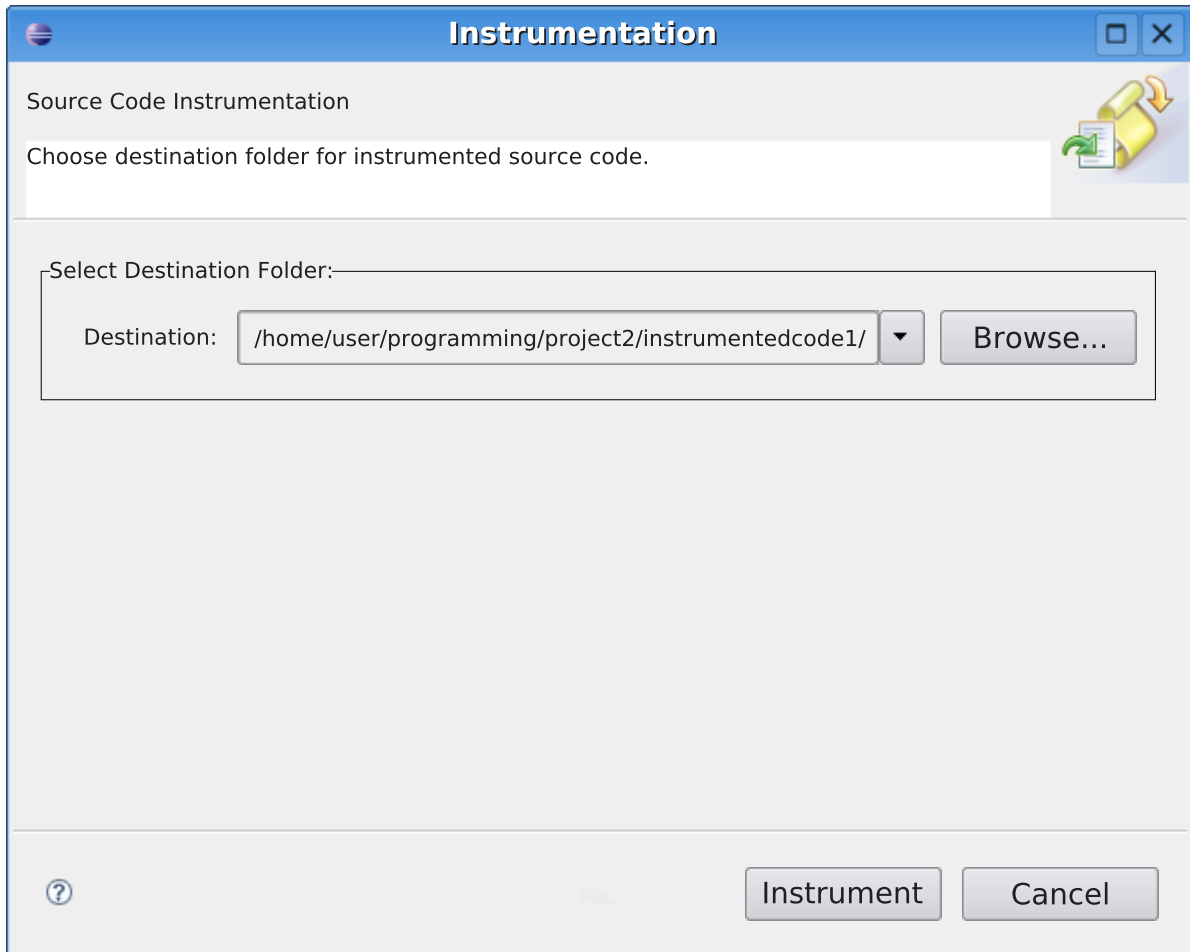 Instrumentation
Source Code Instrumentation
Choose destination folder for instrumented source code.
Select Destination Folder:
Destination: /home/user/programming/project2/instrumentedcode1/ Browse...
? Instrument Cancel